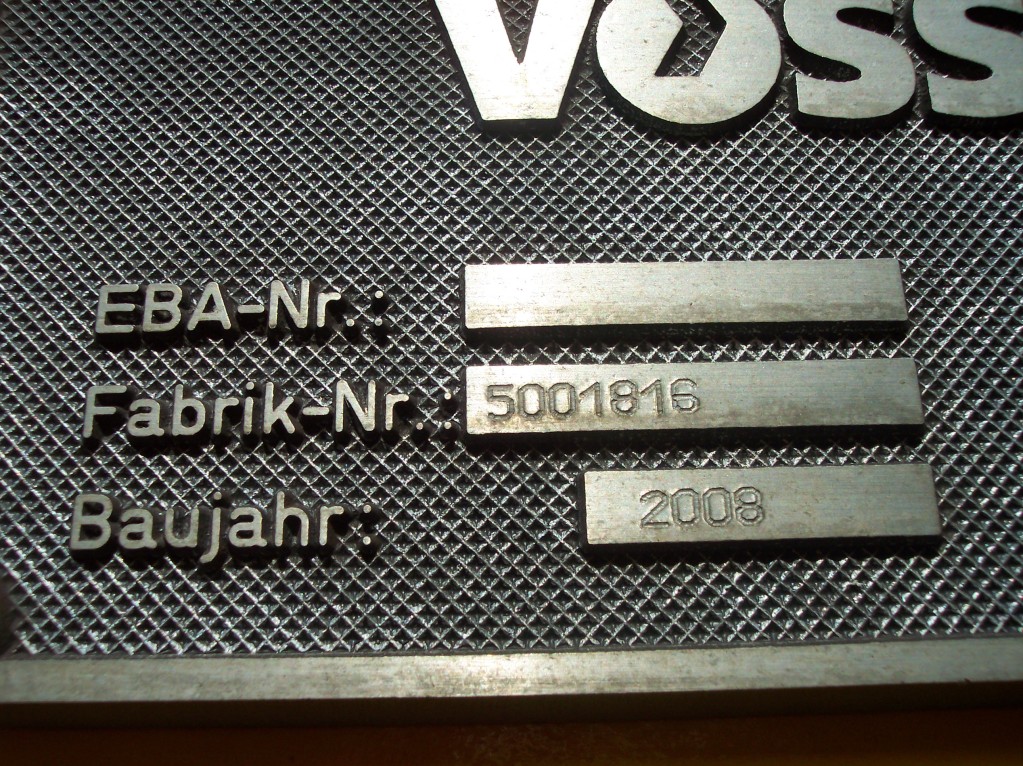 Voss
EBA-Nr.:
Fabrik-Nr.: 5001816
Baujahr: 2008